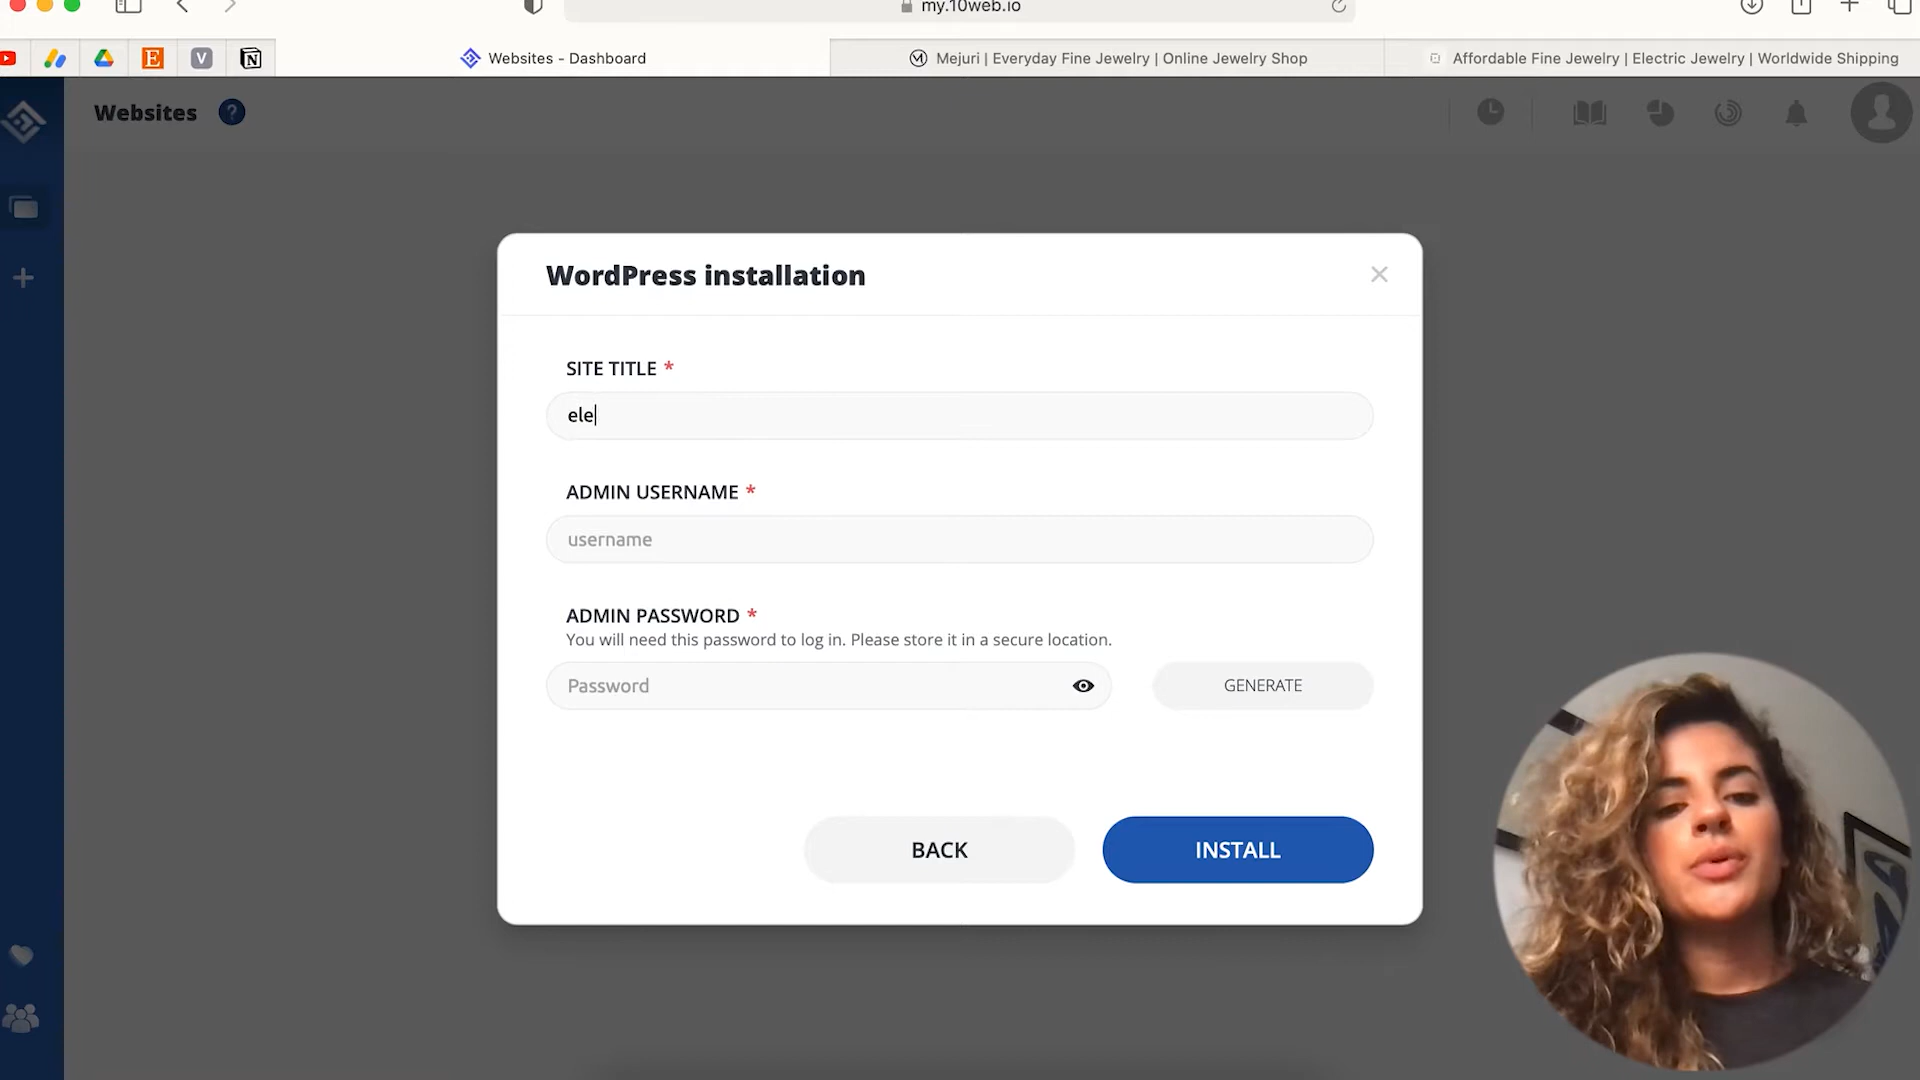 my.10web.io
E
V
N
Websites - Dashboard
M
Mejuri | Everyday Fine Jewelry | Online Jewelry Shop
Affordable Fine Jewelry | Electric Jewelry | Worldwide Shipping
Websites
?
WordPress installation
SITE TITLE *
ele
ADMIN USERNAME *
username
ADMIN PASSWORD *
You will need this password to log in. Please store it in a secure location.
Password
GENERATE
BACK
INSTALL